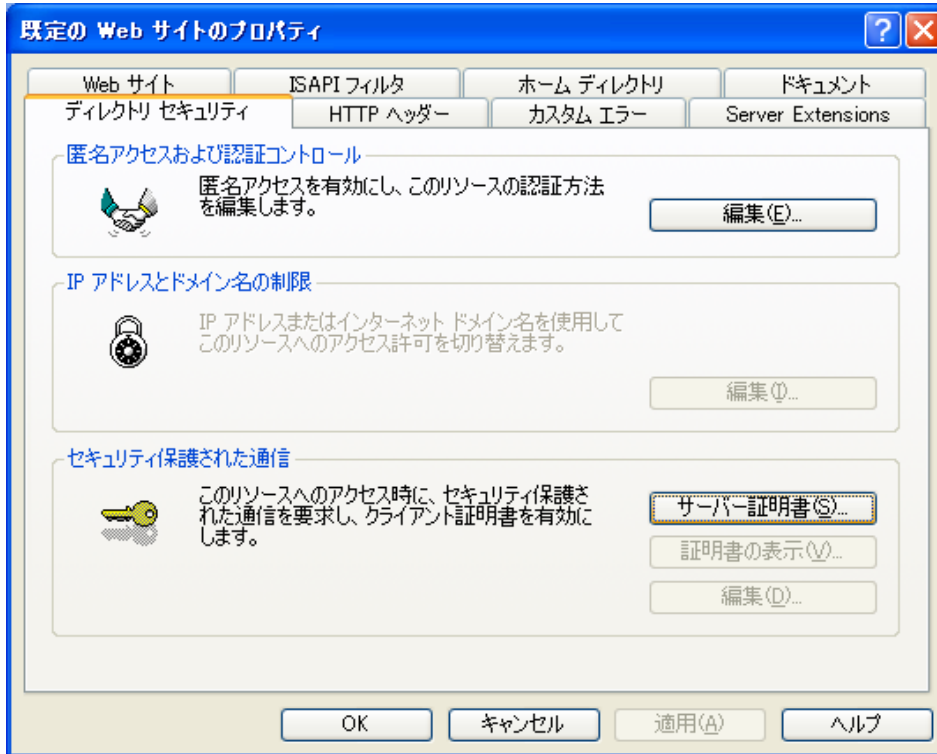 既定の Web サイトのプロパティ
Web サイト
ISAPI フィルタ
ホーム ディレクトリ
ドキュメント
ディレクトリ セキュリティ
HTTP ヘッダー
カスタム エラー
Server Extensions
匿名アクセスおよび認証コントロール
匿名アクセスを有効にし、このリソースの認証方法
を編集します。
編集(E)...
IP アドレスとドメイン名の制限
IP アドレスまたはインターネット ドメイン名を使用して
このリソースへのアクセス許可を切り替えます。
編集(I)...
セキュリティ保護された通信
このリソースへのアクセス時に、セキュリティ保護さ
れた通信を要求し、クライアント証明書を有効に
します。
サーバー証明書(S)...
証明書の表示(V)...
編集(D)...
OK
キャンセル
適用(A)
ヘルプ